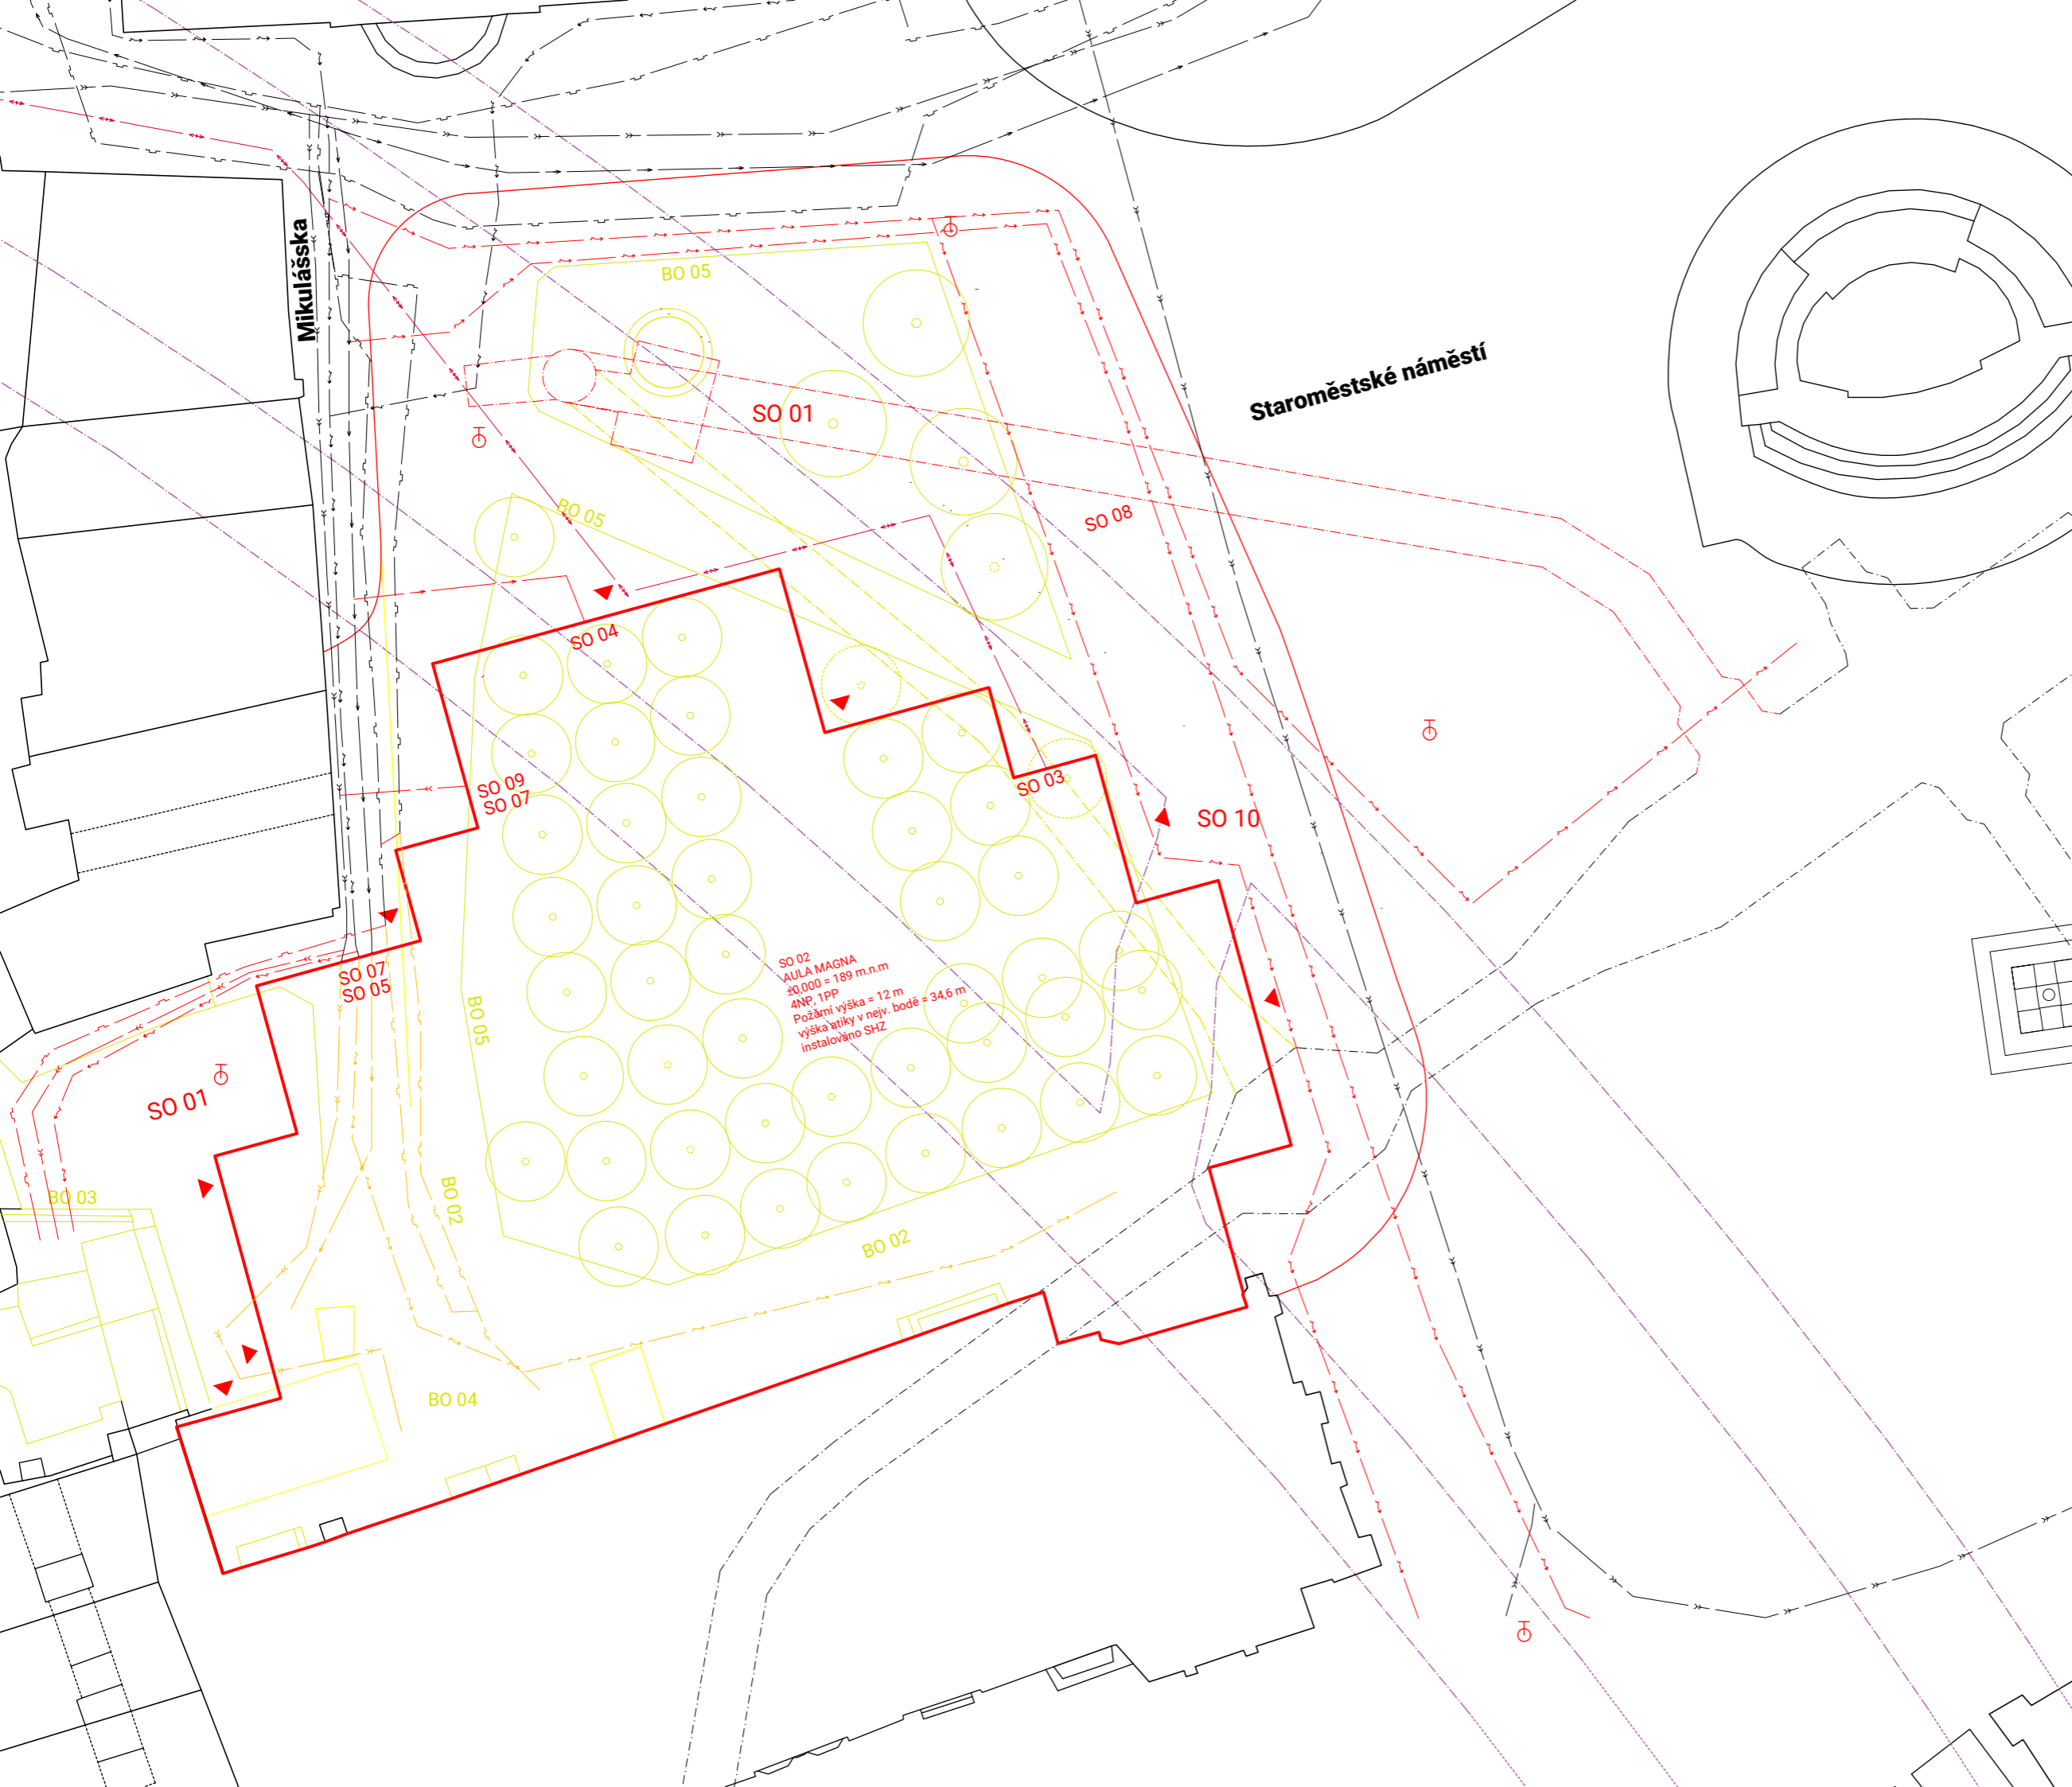 BO 05
Mikulášska
Staroměstské náměstí
SO 01
BO 05
SO 08
SO 04
SO 09
SO 07
SO 03
SO 10
SO 02
AULA MAGNA
±0,000 = 189 m.n.m
4NP, 1PP
Požární výška = 12 m
výška atiky v nejv. bodě = 34,6 m
instalováno SHZ
SO 07
SO 05
BO 05
SO 01
BO 03
BO 02
BO 02
BO 04